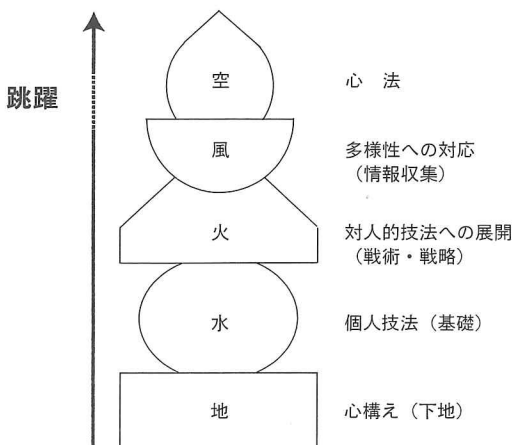 跳躍
空 心 法
風 多様性への対応
（情報収集）
火 対人的技法への展開
（戦術・戦略）
水 個人技法（基礎）
地 心構え（下地）